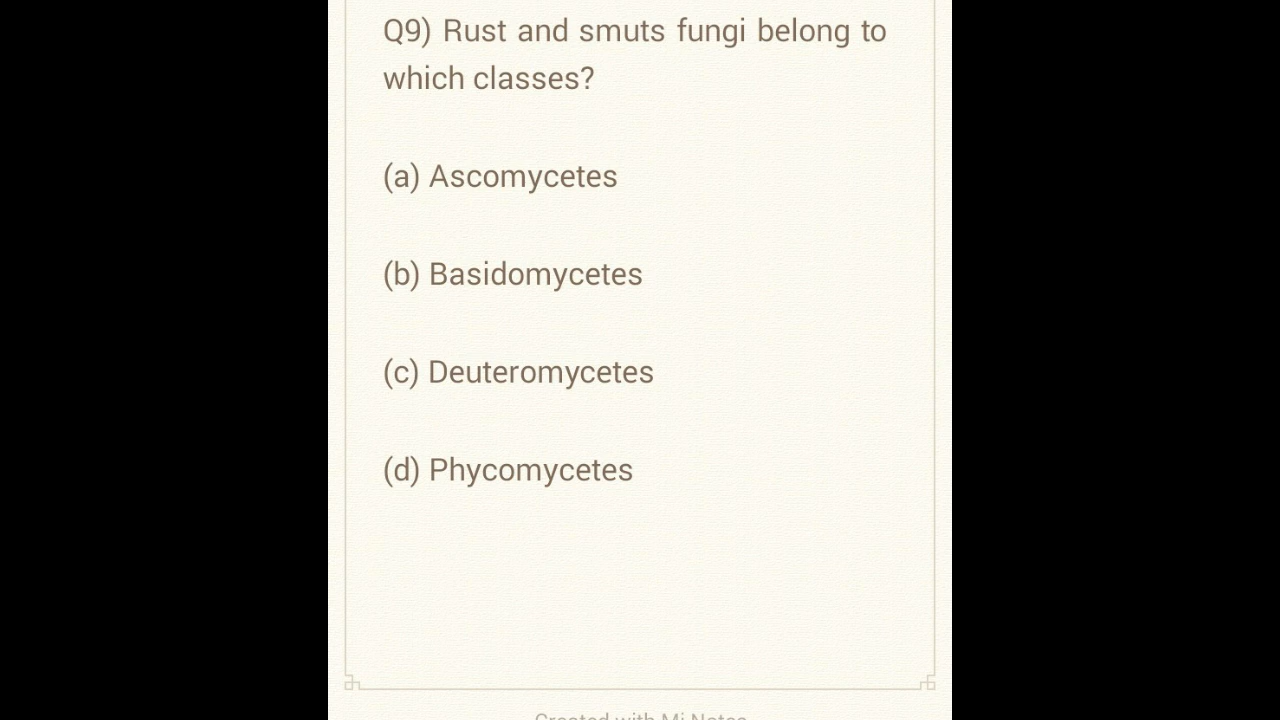 Q9) Rust and smuts fungi belong to
which classes?
(a) Ascomycetes
(b) Basidomycetes
(c) Deuteromycetes
(d) Phycomycetes
Created with Mi Notes